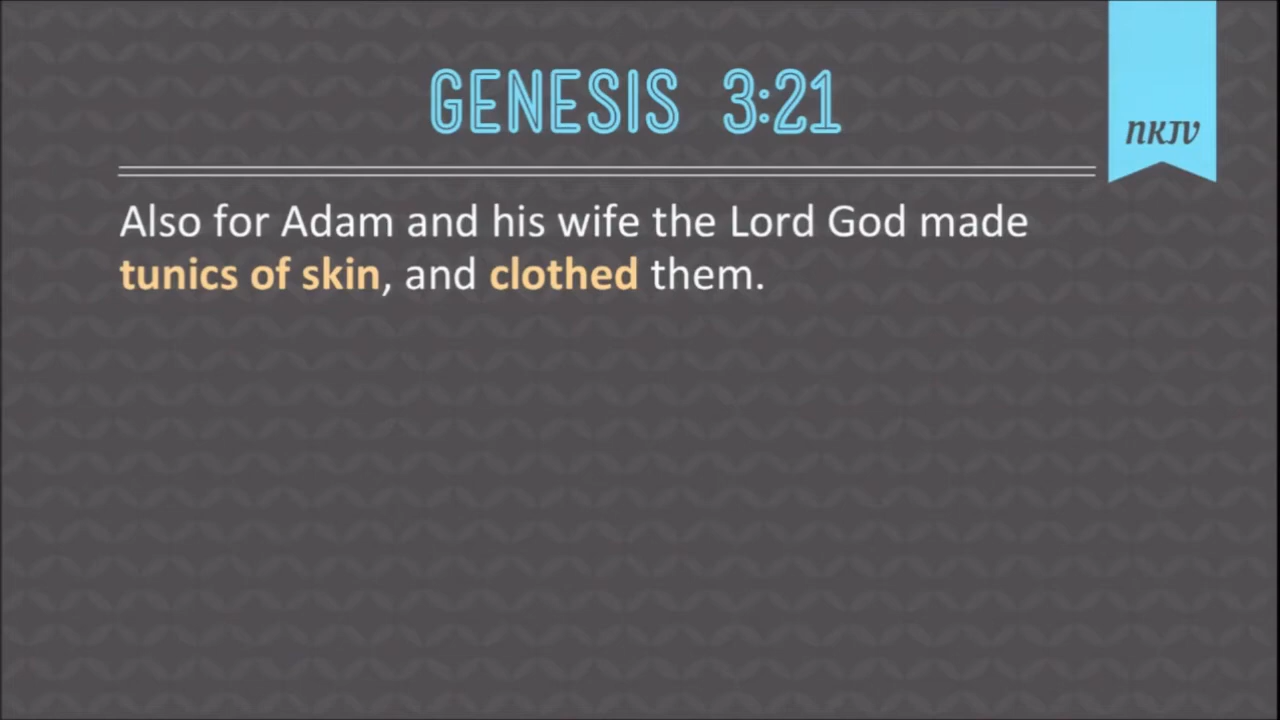 GENESIS 3:21
NKJV
Also for Adam and his wife the Lord God made
tunics of skin, and clothed them.